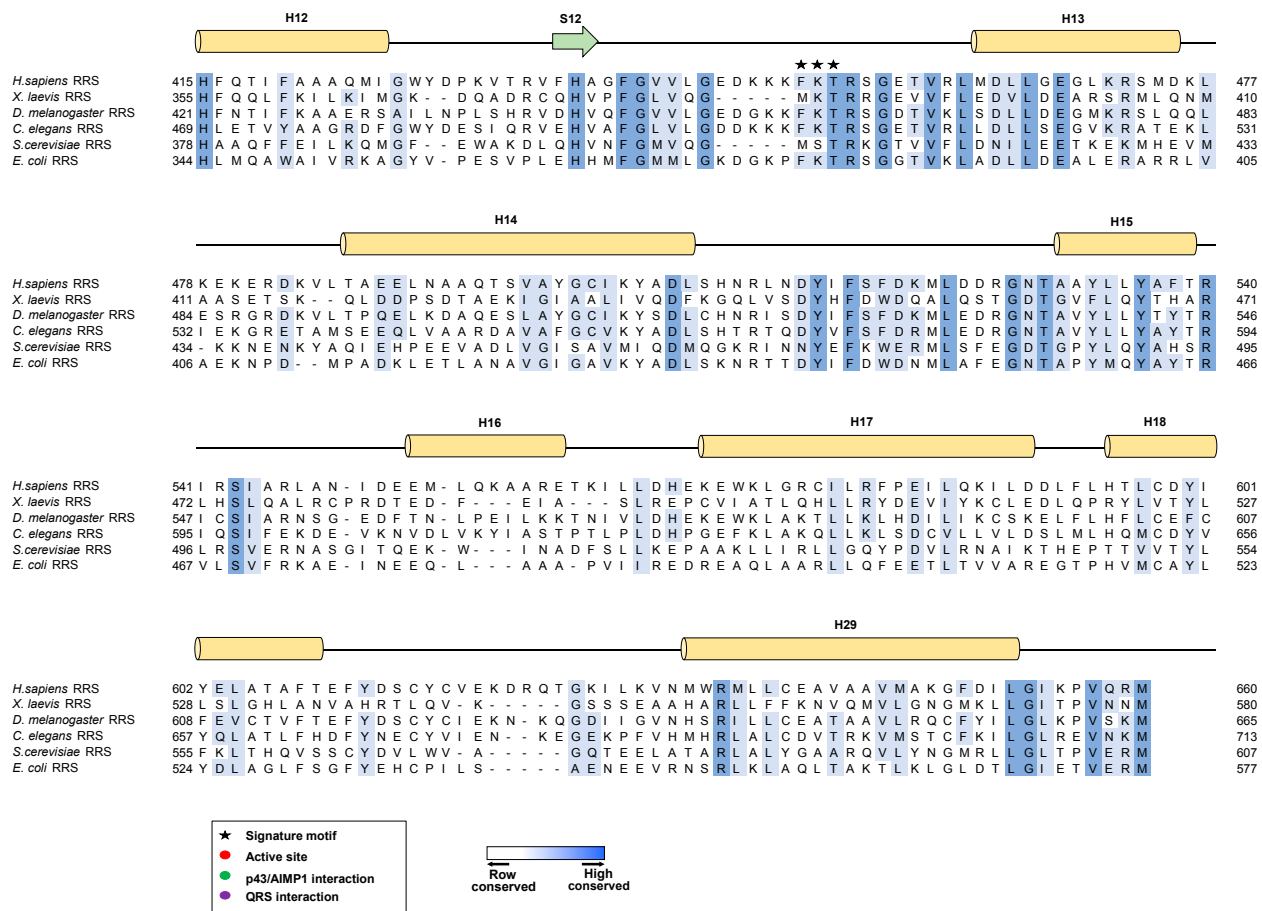 H12 S12 H13
★ ★ ★
H.sapiens RRS 415 H F Q T I F A A A Q M I G W Y D P K V T R V F H A G F G V V L G E D K K K F K T R S G E T V R L M D L L G E G L K R S M D K L 477
X. laevis RRS 355 H F Q Q L F K I L K I M G K - - D Q A D R C Q H V P F G L V Q G - - - - - M K T R R G E V V F L E D V L D E A R S R M L Q N M 410
D. melanogaster RRS 421 H F N T I F K A A E R S A I L N P L S H R V D H V Q F G V V L G E D G K K F K T R S G D T V R L M D L L G E G M K R S L Q Q L 483
C. elegans RRS 469 H L E T V Y A A G R D F G W Y D E S I Q R V E H V A F G L V L G D D K K K F K T R S G E T V R L S D L L S E G V K R A T E K L 531
S.cerevisiae RRS 378 H A A Q F F E I L K Q M G F - - E W A K D L Q H V N F G M V Q G - - - - - M S T R K G T V V F L D N I L E E T K E K M H E V M 433
E. coli RRS 344 H L M Q A W A I V R K A G Y V - P E S V P L E H H M F G M M L G K D G K P F K T R S G G T V K L A D L L D E A L E R A R R L V 405
H14 H15
H.sapiens RRS 478 K E K E R D K V L T A E E L N A A Q T S V A Y G C I K Y A D L S H N R L N D Y I F S F D K M L D D R G N T A A Y L L Y A F T R 540
X. laevis RRS 411 A A S E T S K - - Q L D D P S D T A E K I G I A A L I V Q D F K G Q L V S D Y H F D W D Q A L Q S T G D T G V F L Q Y T H A R 471
D. melanogaster RRS 484 E S R G R D K V L T P Q E L K D A Q E S L A Y G C I K Y S D L C H N R I S D Y I F S F D K M L E D R G N T A V Y L L Y T Y T R 546
C. elegans RRS 532 I E K G R E T A M S E E Q L V A A R D A V A F G C V K Y A D L S H T R T Q D Y V F S F D R M L E D R G N T A V Y L L Y A Y T R 594
S.cerevisiae RRS 434 - K K N E N K Y A Q I E H P E E V A D L V G I S A V M I Q D M Q G K R I N N Y E F K W E R M L S F E G D T G P Y L Q Y A H S R 495
E. coli RRS 406 A E K N P D - - M P A D K L E T L A N A V G I G A V K Y A D L S K N R T T D Y I F D W D N M L A F E G N T A P Y M Q Y A Y T R 466
H16 H17 H18
H.sapiens RRS 541 I R S I A R L A N - I D E E M - L Q K A A R E T K I L L D H E K E W K L G R C I L R F P E I L Q K I L D D L F L H T L C D Y I 601
X. laevis RRS 472 L H S L Q A L R C P R D T E D - F - - - E I A - - - S L R E P C V I A T L Q H L L R Y D E V I Y K C L E D L Q P R Y L V T Y L 527
D. melanogaster RRS 547 I C S I A R N S G - E D F T N - L P E I L K K T N I V L D H E K E W K L A K T L L K L H D I L I K C S K E L F L H F L C E F C 607
C. elegans RRS 595 I Q S I F E K D E - V K N V D L V K Y I A S T P T L P L D H P G E F K L A K Q L L K L S D C V L L V L D S L M L H Q M C D Y V 656
S.cerevisiae RRS 496 L R S V E R N A S G I T Q E K - W - - - I N A D F S L L K E P A A K L L I R L L G Q Y P D V L R N A I K T H E P T T V V T Y L 554
E. coli RRS 467 V L S V F R K A E - I N E E Q - L - - - A A A - P V I I R E D R E A Q L A A R L L Q F E E T L T V V A R E G T P H V M C A Y L 523
H29
H.sapiens RRS 602 Y E L A T A F T E F Y D S C Y C V E K D R Q T G K I L K V N M W R M L L C E A V A A V M A K G F D I L G I K P V Q R M 660
X. laevis RRS 528 L S L G H L A N V A H R T L Q V - K - - - - - G S S S E A A H A R L L F F K N V Q M V L G N G M K L L G I T P V N N M 580
D. melanogaster RRS 608 F E V C T V F T E F Y D S C Y C I E K N - K Q G D I I G V N H S R I L L C E A T A A V L R Q C F Y I L G L K P V S K M 665
C. elegans RRS 657 Y Q L A T L F H D F Y N E C Y V I E N - - K E G E K P F V H M H R L A L C D V T R K V M S T C F K I L G L R E V N K M 713
S.cerevisiae RRS 555 F K L T H Q V S S C Y D V L W V - A - - - - - G Q T E E L A T A R L A L Y G A A R Q V L Y N G M R L L G L T P V E R M 607
E. coli RRS 524 Y D L A G L F S G F Y E H C P I L S - - - - - A E N E E V R N S R L K L A Q L T A K T L K L G L D T L G I E T V E R M 577
★ Signature motif
Active site
p43/AIMP1 interaction
QRS interaction
Row conserved
High conserved